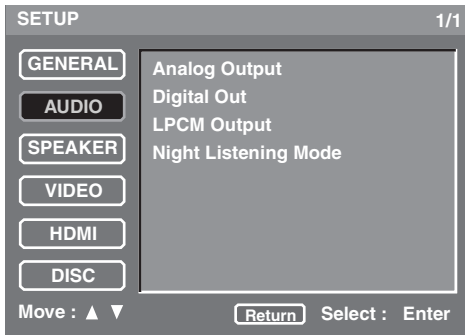 SETUP 1/1
GENERAL
AUDIO
SPEAKER
VIDEO
HDMI
DISC
Analog Output
Digital Out
LPCM Output
Night Listening Mode
Move : ▲ ▼ Return Select : Enter